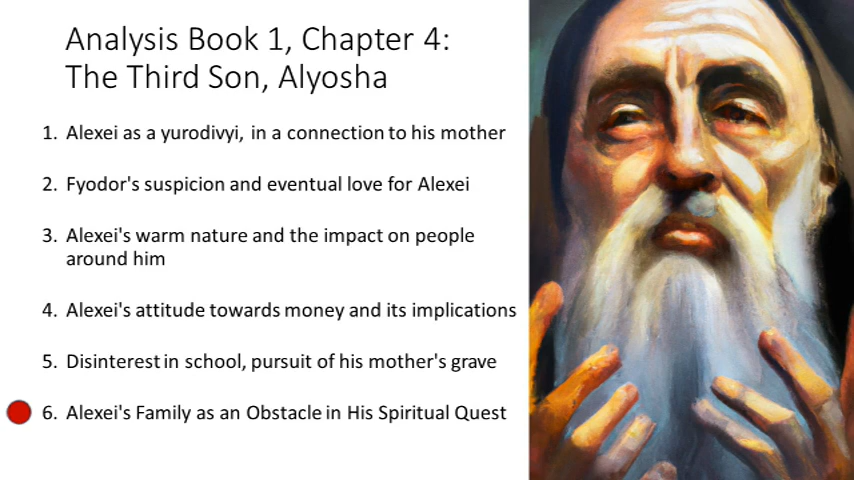 Analysis Book 1, Chapter 4:
The Third Son, Alyosha
1. Alexei as a yurodivyi, in a connection to his mother
2. Fyodor's suspicion and eventual love for Alexei
3. Alexei's warm nature and the impact on people
around him
4. Alexei's attitude towards money and its implications
5. Disinterest in school, pursuit of his mother's grave
6. Alexei's Family as an Obstacle in His Spiritual Quest